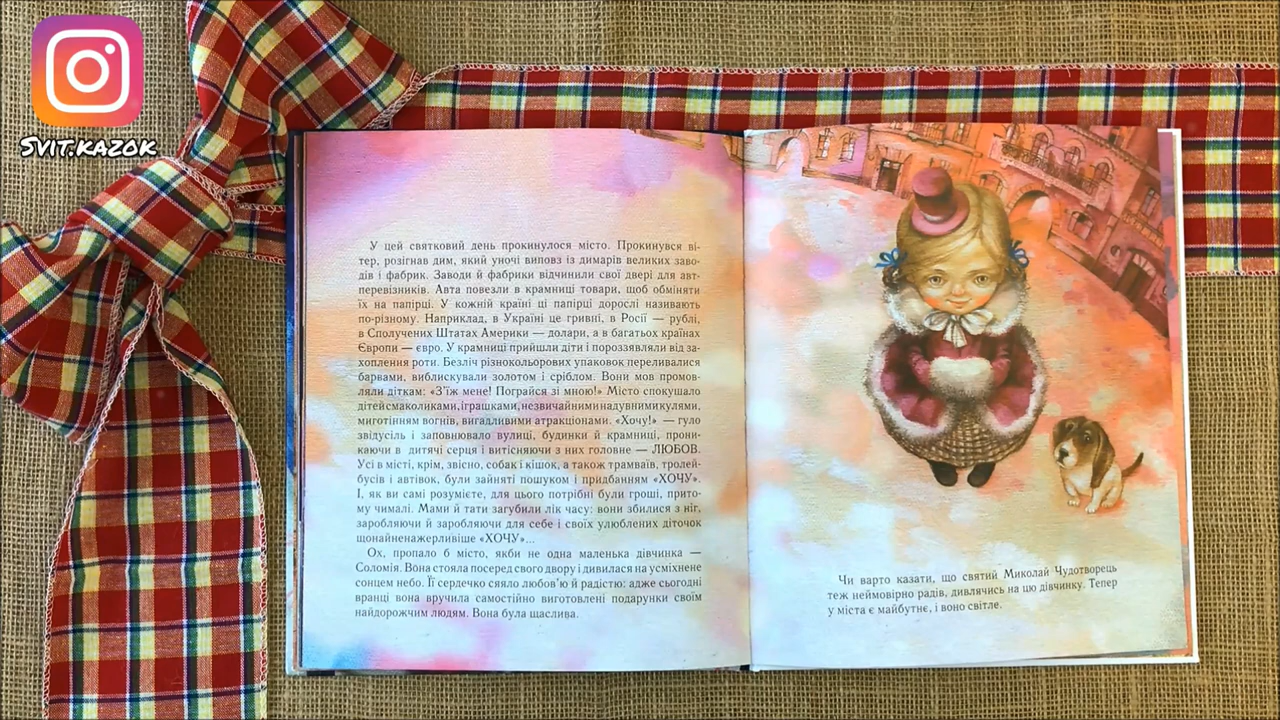 Svit.kazok
У цей святковий день прокинулося місто. Прокинувся ві-
тер, розігнав дим, який уночі виповз із димарів великих заво-
дів і фабрик. Заводи й фабрики відчинили свої двері для авт-
перевізників. Авта повезли в крамниці товари, щоб обміняти
їх на папірці. У кожній країні ці папірці дорослі називають
по-різному. Наприклад, в Україні це гривні, в Росії — рублі,
в Сполучених Штатах Америки — долари, а в багатьох країнах
Європи — євро. У крамниці прийшли діти і пороззявляли від за-
хоплення роти. Безліч різнокольорових упаковок переливалися
барвами, виблискували золотом і сріблом. Вони мов промов-
ляли діткам: «З’їж мене! Пограйся зі мною!» Місто спокушало
дітей смаколиками, іграшками, незвичайними надувними кулями,
миготінням вогнів, вигадливими атракціонами. «Хочу!» — гуло
звідусіль і заповнювало вулиці, будинки й крамниці, прони-
каючи в дитячі серця і витісняючи з них головне — ЛЮБОВ.
Усі в місті, крім, звісно, собак і кішок, а також трамваїв, тролей-
бусів і автівок, були зайняті пошуком і придбанням «ХОЧУ».
І, як ви самі розумієте, для цього потрібні були гроші, прито-
му чималі. Мами й тати загубили лік часу: вони збилися з ніг,
заробляючи й заробляючи для себе і своїх улюблених діточок
щонайненажерливіше «ХОЧУ»...
Ох, пропало б місто, якби не одна маленька дівчинка —
Соломія. Вона стояла посеред свого двору і дивилася на усміхнене
сонцем небо. Її сердечко сяяло любов’ю й радістю: адже сьогодні
вранці вона вручила самостійно виготовлені подарунки своїм
найдорожчим людям. Вона була щаслива.
Чи варто казати, що святий Миколай Чудотворець
теж неймовірно радів, дивлячись на цю дівчинку. Тепер
у міста є майбутнє, і воно світле.